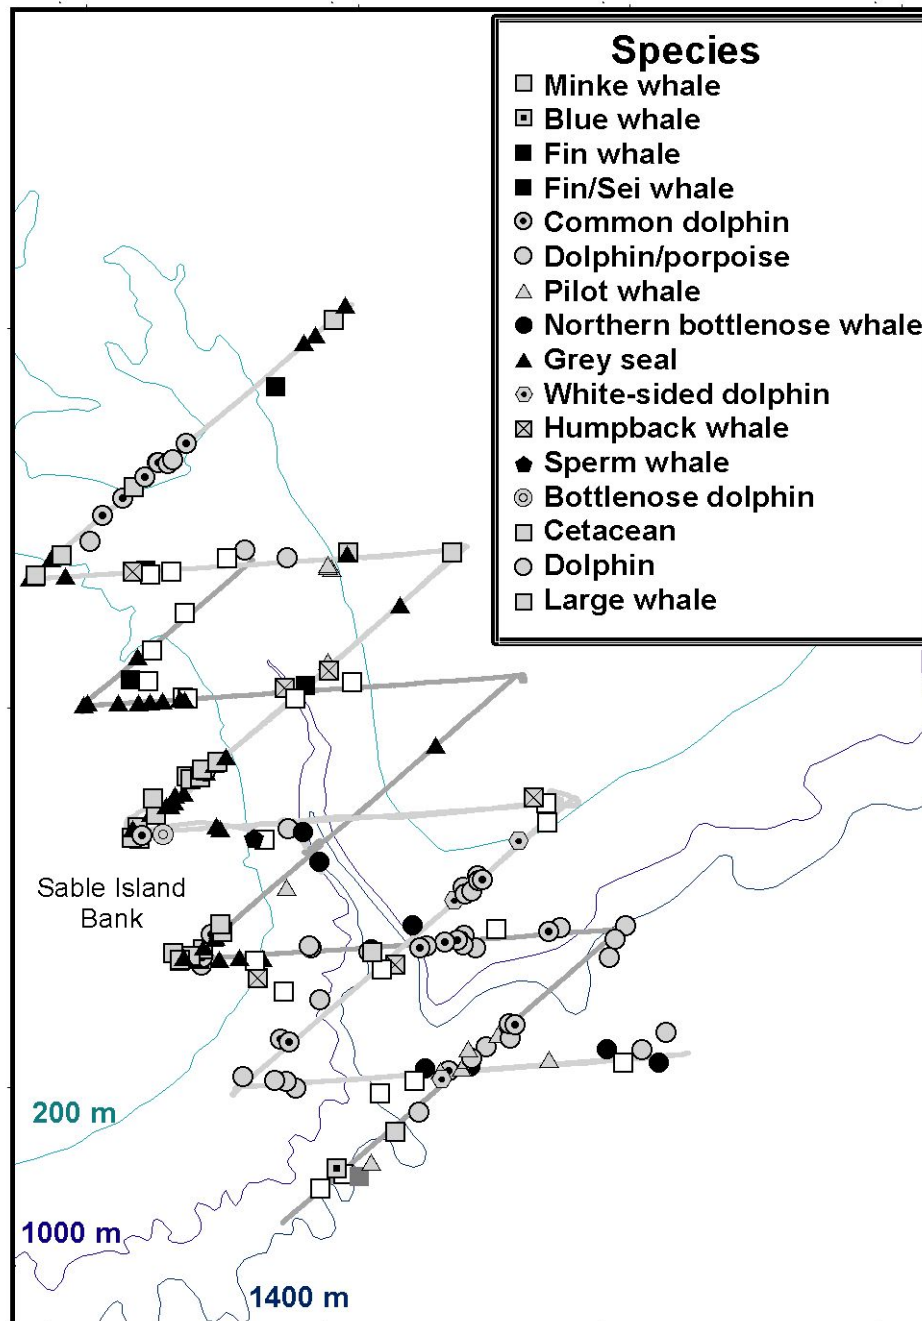 Species
Minke whale
Blue whale
Fin whale
Fin/Sei whale
Common dolphin
Dolphin/porpoise
Pilot whale
Northern bottlenose whale
Grey seal
White-sided dolphin
Humpback whale
Sperm whale
Bottlenose dolphin
Cetacean
Dolphin
Large whale
Sable Island
Bank
200 m
1000 m
1400 m